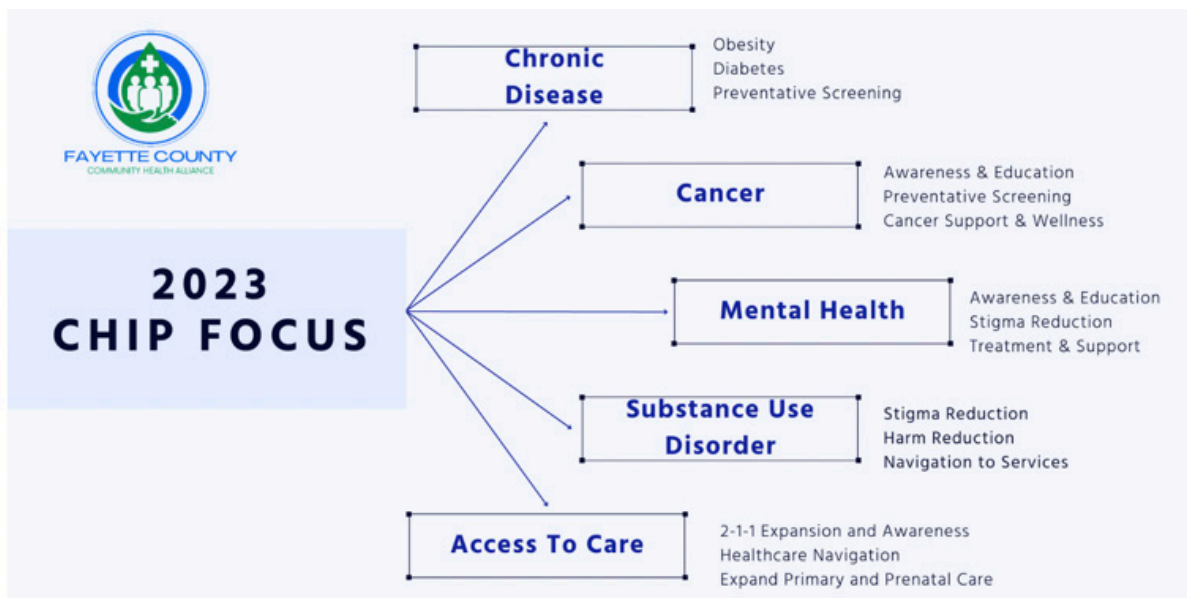 FAYETTE COUNTY
COMMUNITY HEALTH ALLIANCE
2023
CHIP FOCUS
Chronic
Disease
Obesity
Diabetes
Preventative Screening
Cancer
Awareness & Education
Preventative Screening
Cancer Support & Wellness
Mental Health
Awareness & Education
Stigma Reduction
Treatment & Support
Substance Use
Disorder
Stigma Reduction
Harm Reduction
Navigation to Services
Access To Care
2-1-1 Expansion and Awareness
Healthcare Navigation
Expand Primary and Prenatal Care